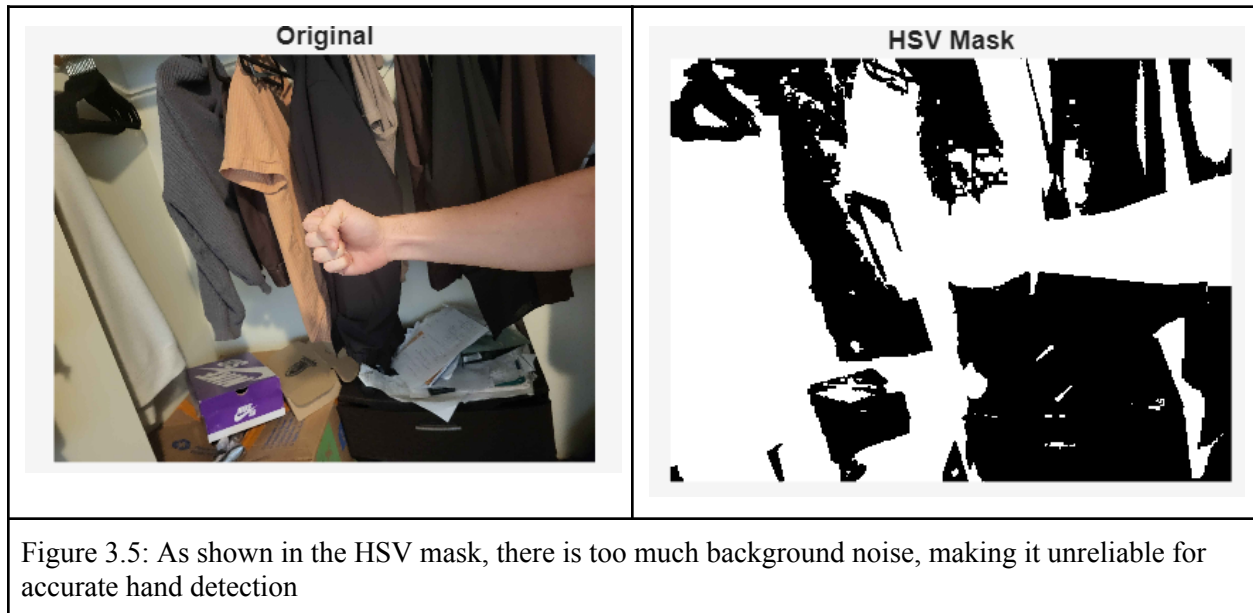 Original
HSV Mask
NIKE
Figure 3.5: As shown in the HSV mask, there is too much background noise, making it unreliable for
accurate hand detection